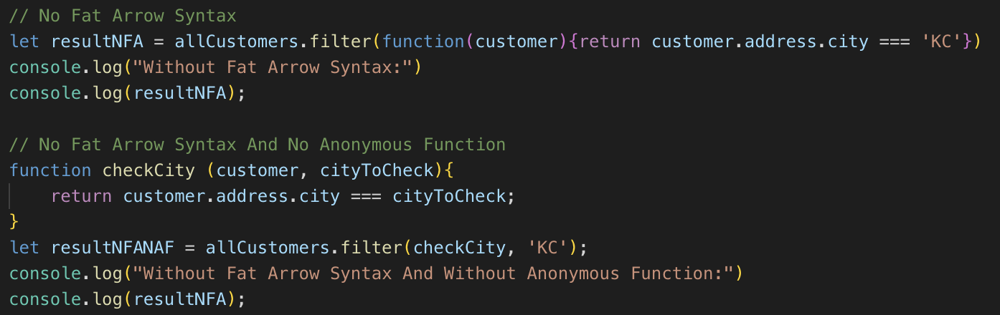 // No Fat Arrow Syntax
let resultNFA = allCustomers.filter(function(customer){return customer.address.city === 'KC'})
console.log("Without Fat Arrow Syntax:")
console.log(resultNFA);
// No Fat Arrow Syntax And No Anonymous Function
function checkCity (customer, cityToCheck){
    return customer.address.city === cityToCheck;
}
let resultNFANAF = allCustomers.filter(checkCity, 'KC');
console.log("Without Fat Arrow Syntax And Without Anonymous Function:")
console.log(resultNFA);